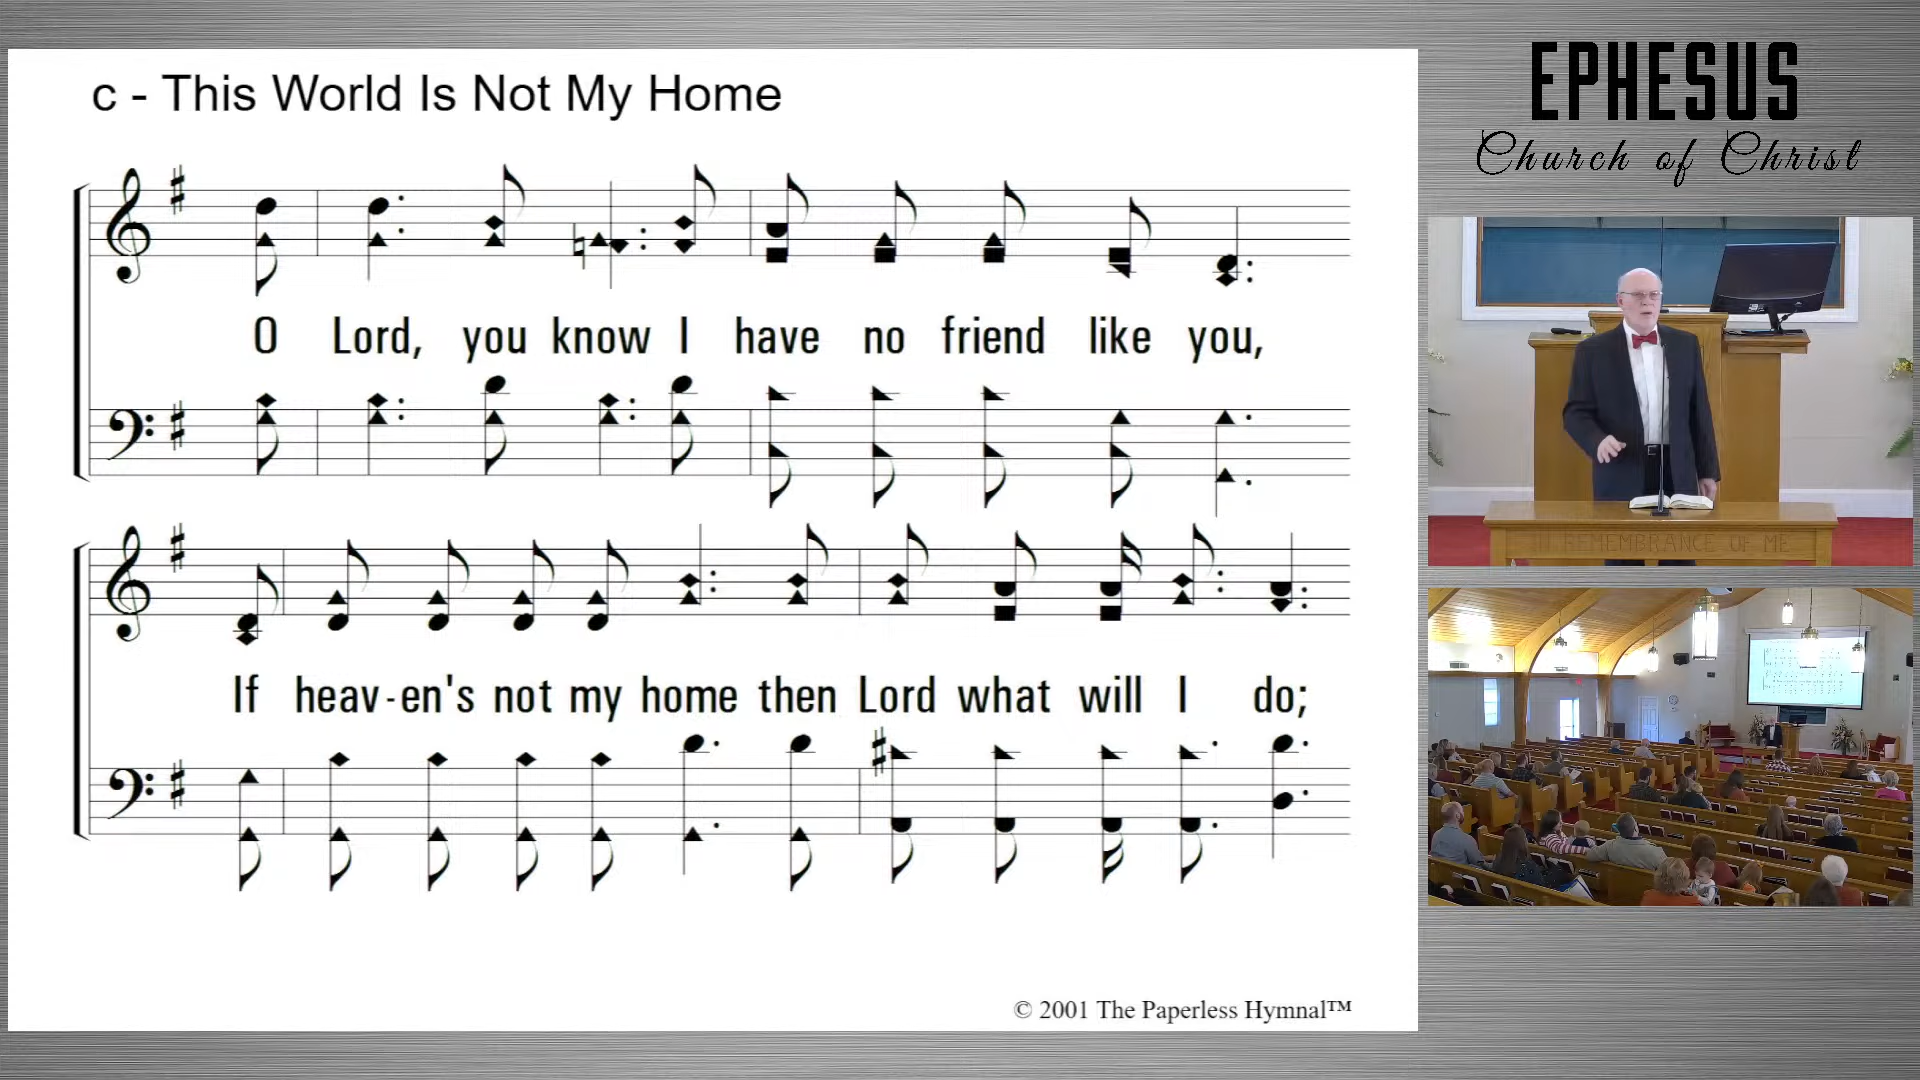 c - This World Is Not My Home
O Lord, you know I have no friend like you,
If heav-en's not my home then Lord what will I do;
© 2001 The Paperless Hymnal™
EPHESUS
Church of Christ
REMEMBRANCE OF ME